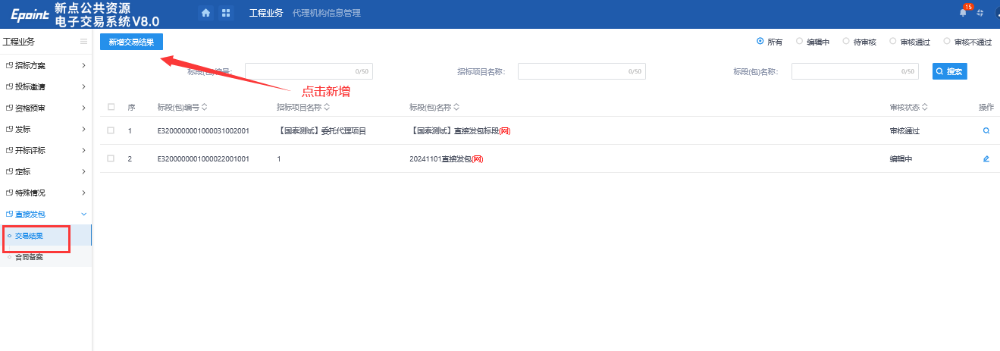 Epoint 新点公共资源
电子交易系统 V8.0
工程业务 代理机构信息管理
15
工程业务
招标方案
投标邀请
资格预审
发标
开标评标
定标
特殊情况
直接发包
交易结果
合同备案
新增交易结果
所有 编辑中 待审核 审核通过 审核不通过
标段(包)编号： 0/50 招标项目名称： 0/50 标段(包)名称： 0/50 搜索
点击新增
序 标段(包)编号 招标项目名称 标段(包)名称 审核状态 操作
1 E3200000001000031002001 【国泰测试】委托代理项目 【国泰测试】直接发包标段(网) 审核通过
2 E3200000001000022001001 1 20241101直接发包(网) 编辑中